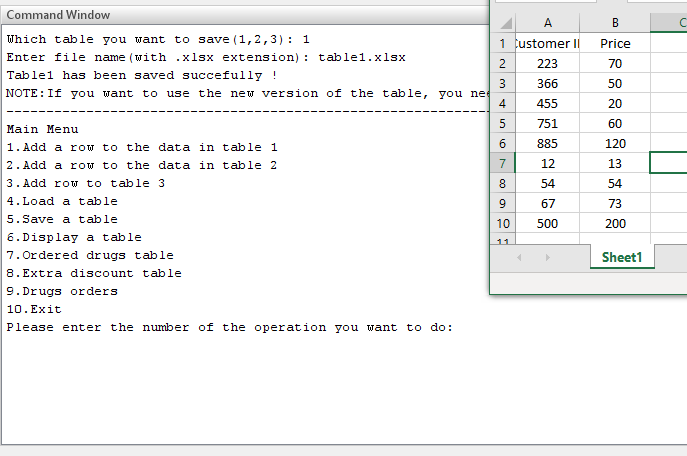 Command Window
Which table you want to save(1,2,3): 1
Enter file name(with .xlsx extension): table1.xlsx
Table1 has been saved succefully !
NOTE:If you want to use the new version of the table, you
--------------------------------------------------------------------
Main Menu
1.Add a row to the data in table 1
2.Add a row to the data in table 2
3.Add row to table 3
4.Load a table
5.Save a table
6.Display a table
7.Ordered drugs table
8.Extra discount table
9.Drugs orders
10.Exit
Please enter the number of the operation you want to do:
A B C
1 Customer Price
2 223 70
3 366 50
4 455 20
5 751 60
6 885 120
7 12 13
8 54 54
9 67 73
10 500 200
11
Sheet1